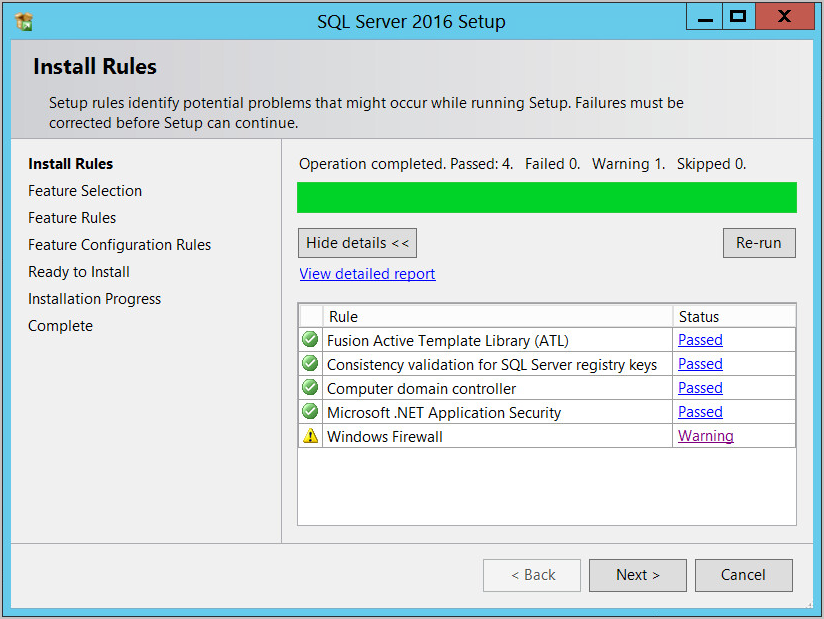 SQL Server 2016 Setup
Install Rules
Setup rules identify potential problems that might occur while running Setup. Failures must be
corrected before Setup can continue.
Install Rules
Feature Selection
Feature Rules
Feature Configuration Rules
Ready to Install
Installation Progress
Complete
Operation completed. Passed: 4. Failed 0. Warning 1. Skipped 0.
Hide details <<
Re-run
View detailed report
Rule Status
Fusion Active Template Library (ATL) Passed
Consistency validation for SQL Server registry keys Passed
Computer domain controller Passed
Microsoft .NET Application Security Passed
Windows Firewall Warning
< Back Next > Cancel